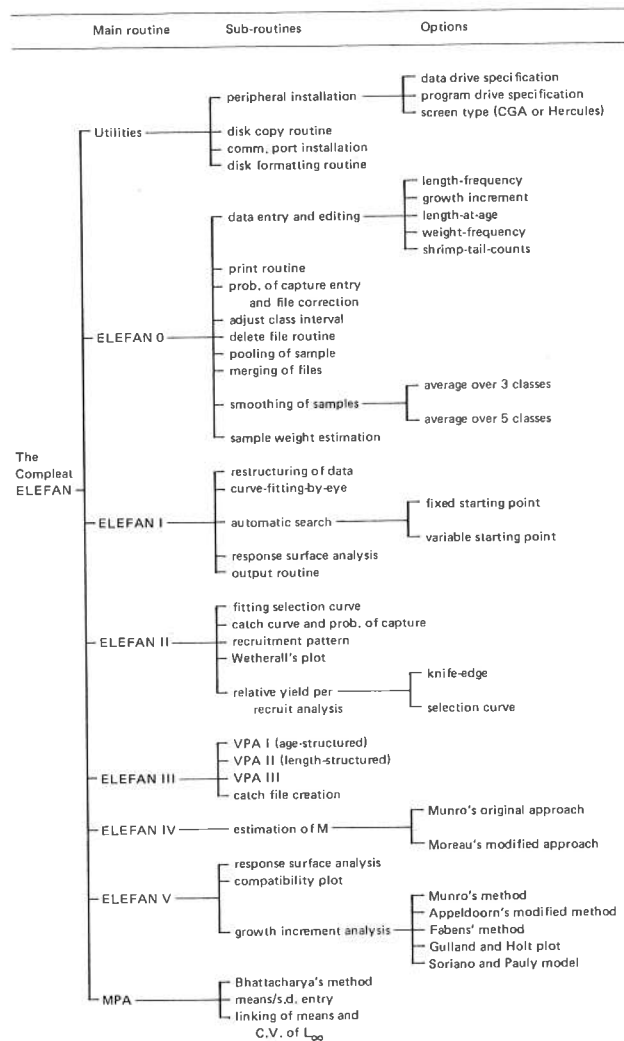 Main routine Sub-routines Options
The
Compleat
ELEFAN
Utilities
peripheral installation
data drive specification
program drive specification
screen type (CGA or Hercules)
disk copy routine
comm. port installation
disk formatting routine
ELEFAN 0
data entry and editing
length-frequency
growth increment
length-at-age
weight-frequency
shrimp-tail-counts
print routine
prob. of capture entry
and file correction
adjust class interval
delete file routine
pooling of sample
merging of files
smoothing of samples
average over 3 classes
average over 5 classes
sample weight estimation
ELEFAN I
restructuring of data
curve-fitting-by-eye
automatic search
fixed starting point
variable starting point
response surface analysis
output routine
ELEFAN II
fitting selection curve
catch curve and prob. of capture
recruitment pattern
Wetherall's plot
relative yield per
recruit analysis
knife-edge
selection curve
ELEFAN III
VPA I (age-structured)
VPA II (length-structured)
VPA III
catch file creation
ELEFAN IV
estimation of M
Munro's original approach
Moreau's modified approach
ELEFAN V
response surface analysis
compatibility plot
growth increment analysis
Munro's method
Appeldoorn's modified method
Fabens' method
Gulland and Holt plot
Soriano and Pauly model
MPA
Bhattacharya's method
means/s.d. entry
linking of means and
C.V. of L∞